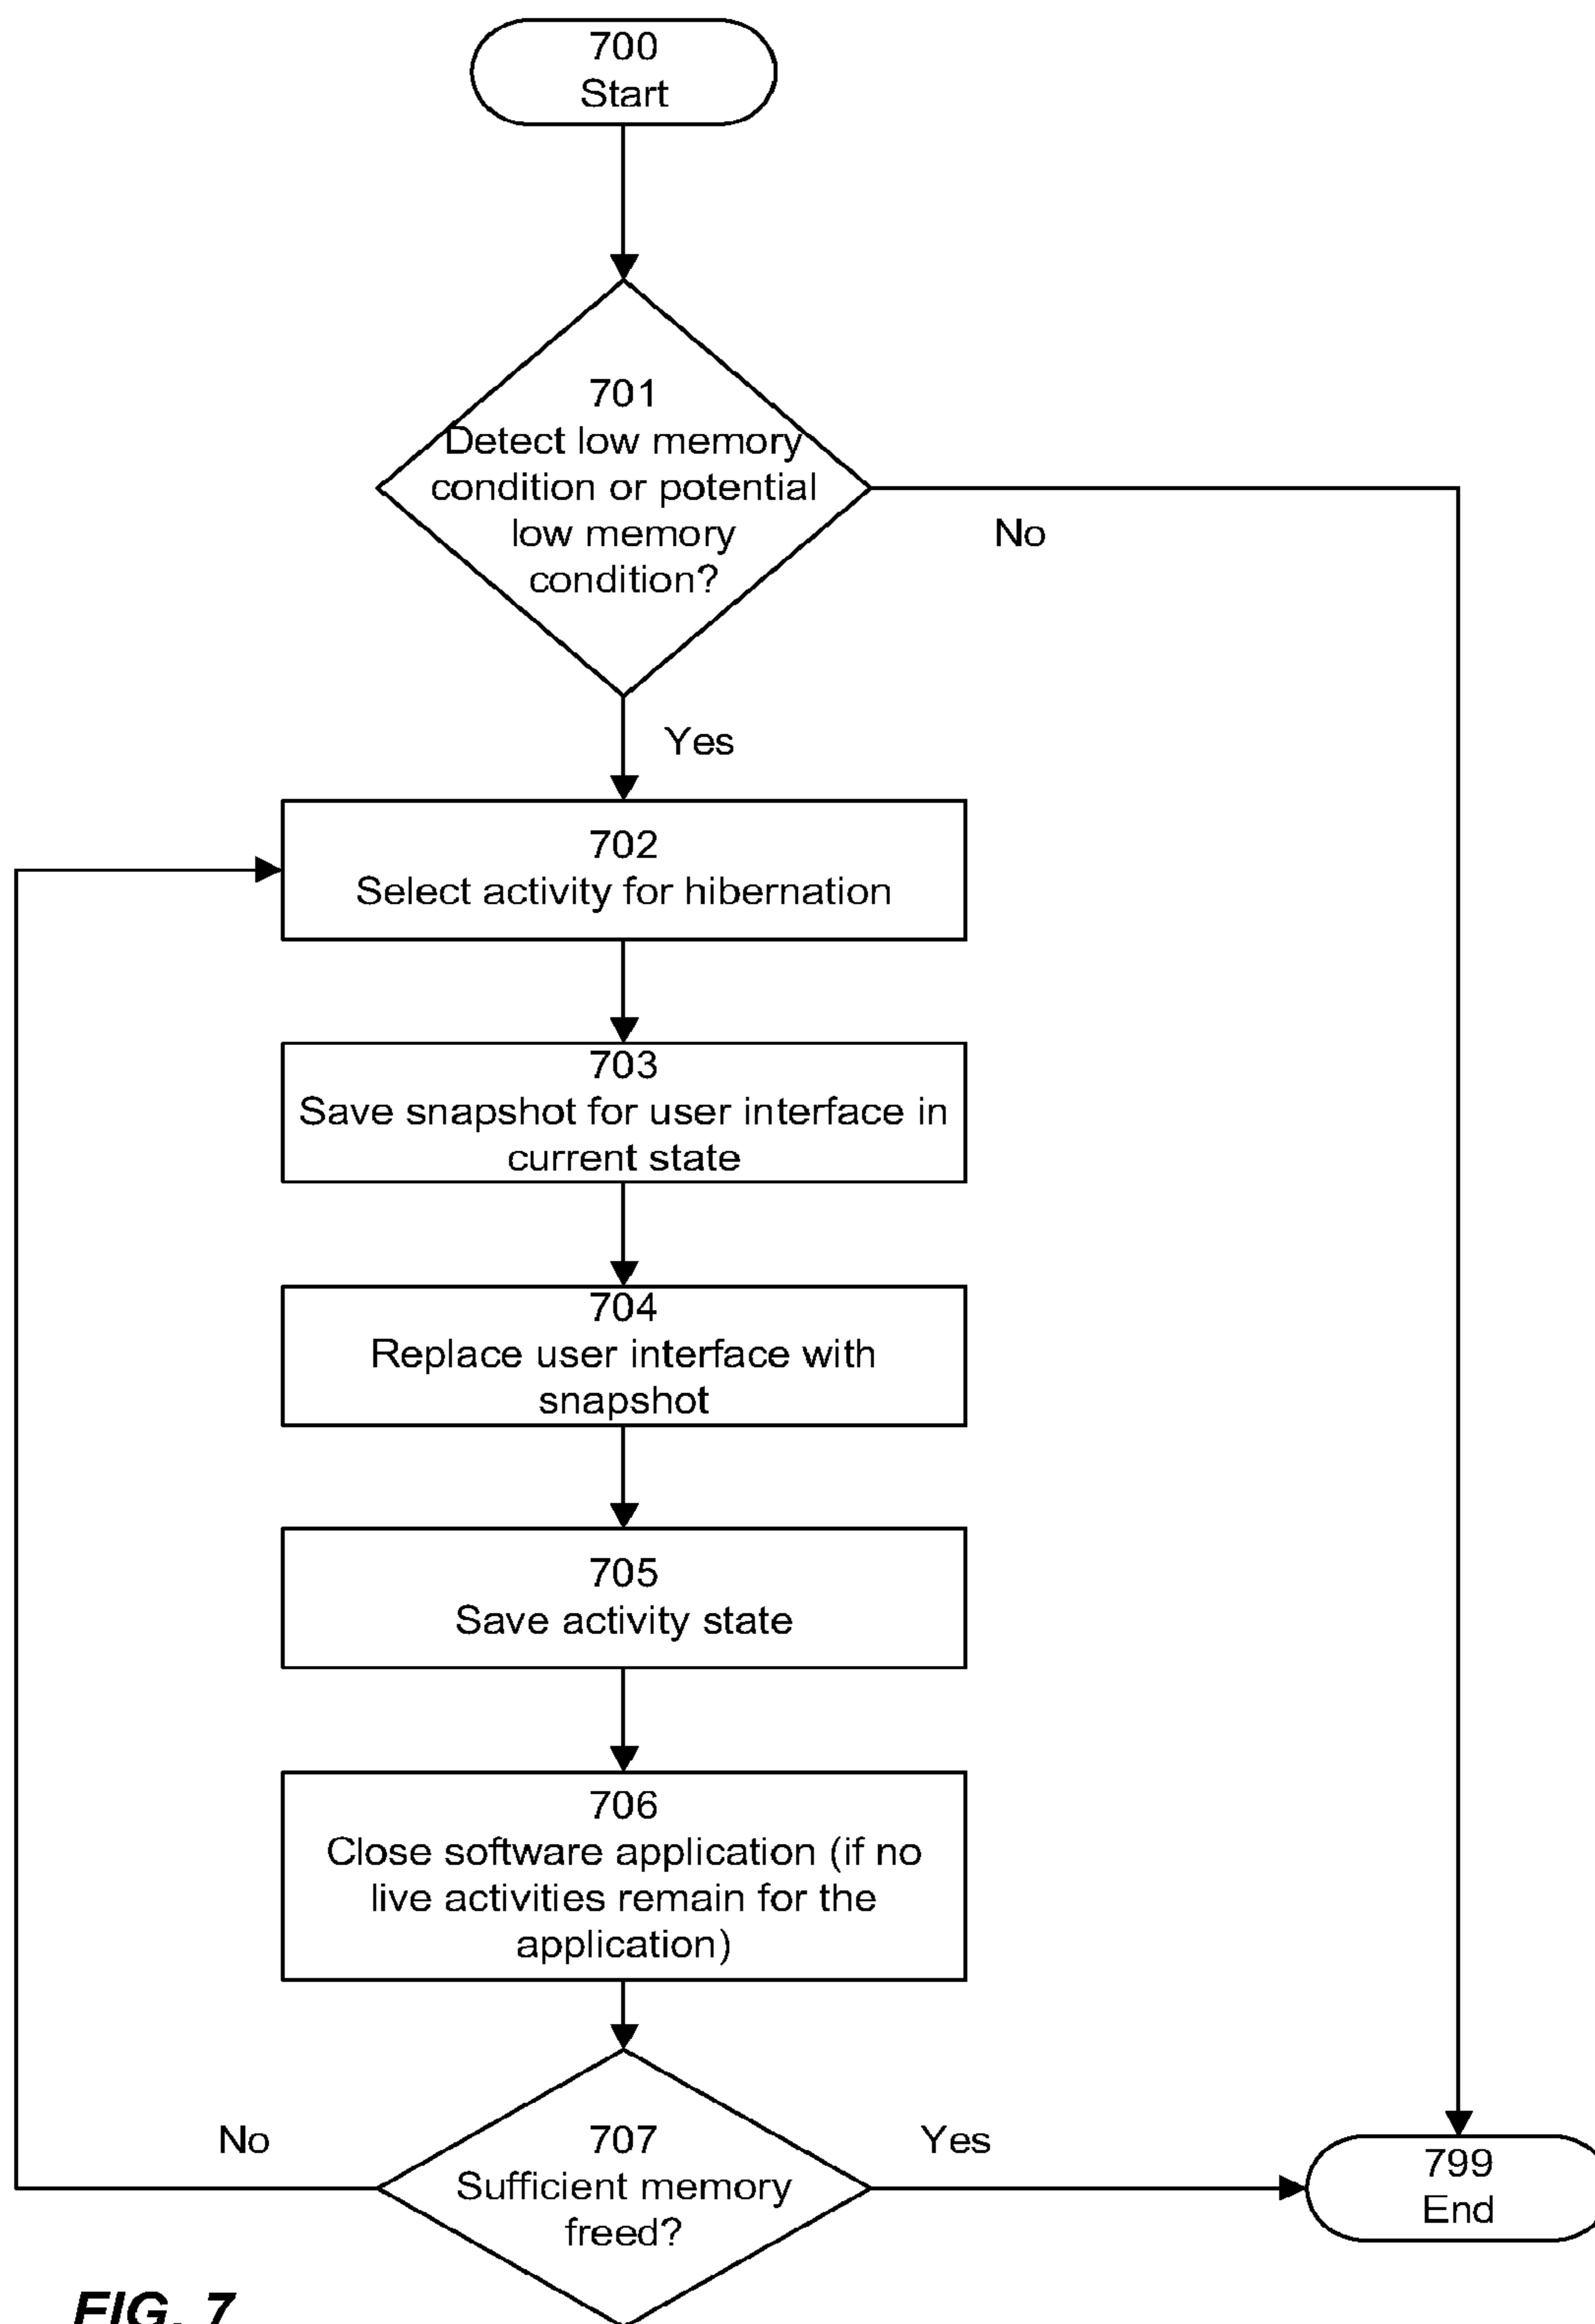 700
Start
701
Detect low memory
condition or potential
low memory
condition?
No
Yes
702
Select activity for hibernation
703
Save snapshot for user interface in
current state
704
Replace user interface with
snapshot
705
Save activity state
706
Close software application (if no
live activities remain for the
application)
No
707
Sufficient memory
freed?
Yes
799
End
FIG. 7